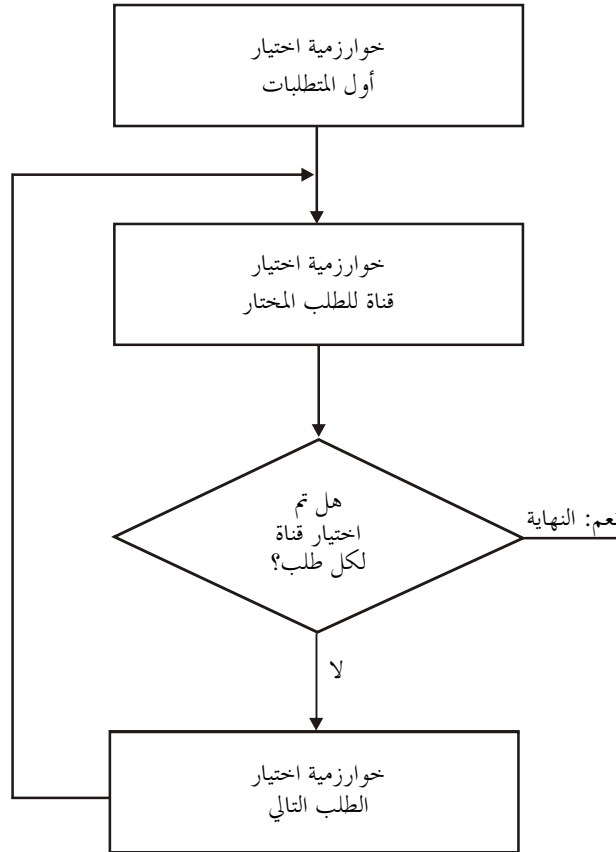 خوارزمية اختيار
أول المتطلبات
خوارزمية اختيار
قناة للطلب المختار
هل تم
اختيار قناة
لكل طلب؟
نعم: النهاية
لا
خوارزمية اختيار
الطلب التالي